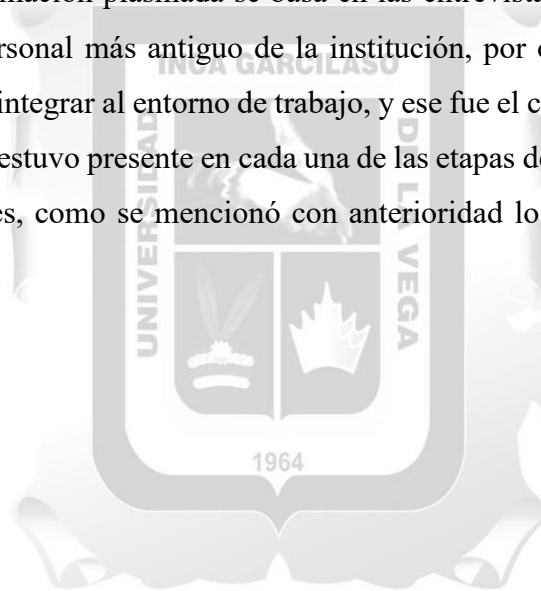 mación plasmada se basa en las entrevista
rsonal más antiguo de la institución, por
INCA GARCILASO
integrar al entorno de trabajo, y ese fue el c
estuvo presente en cada una de las etapas de
es, como se mencionó con anterioridad lo
UNIVERSIDAD
DE LA VEGA
1964